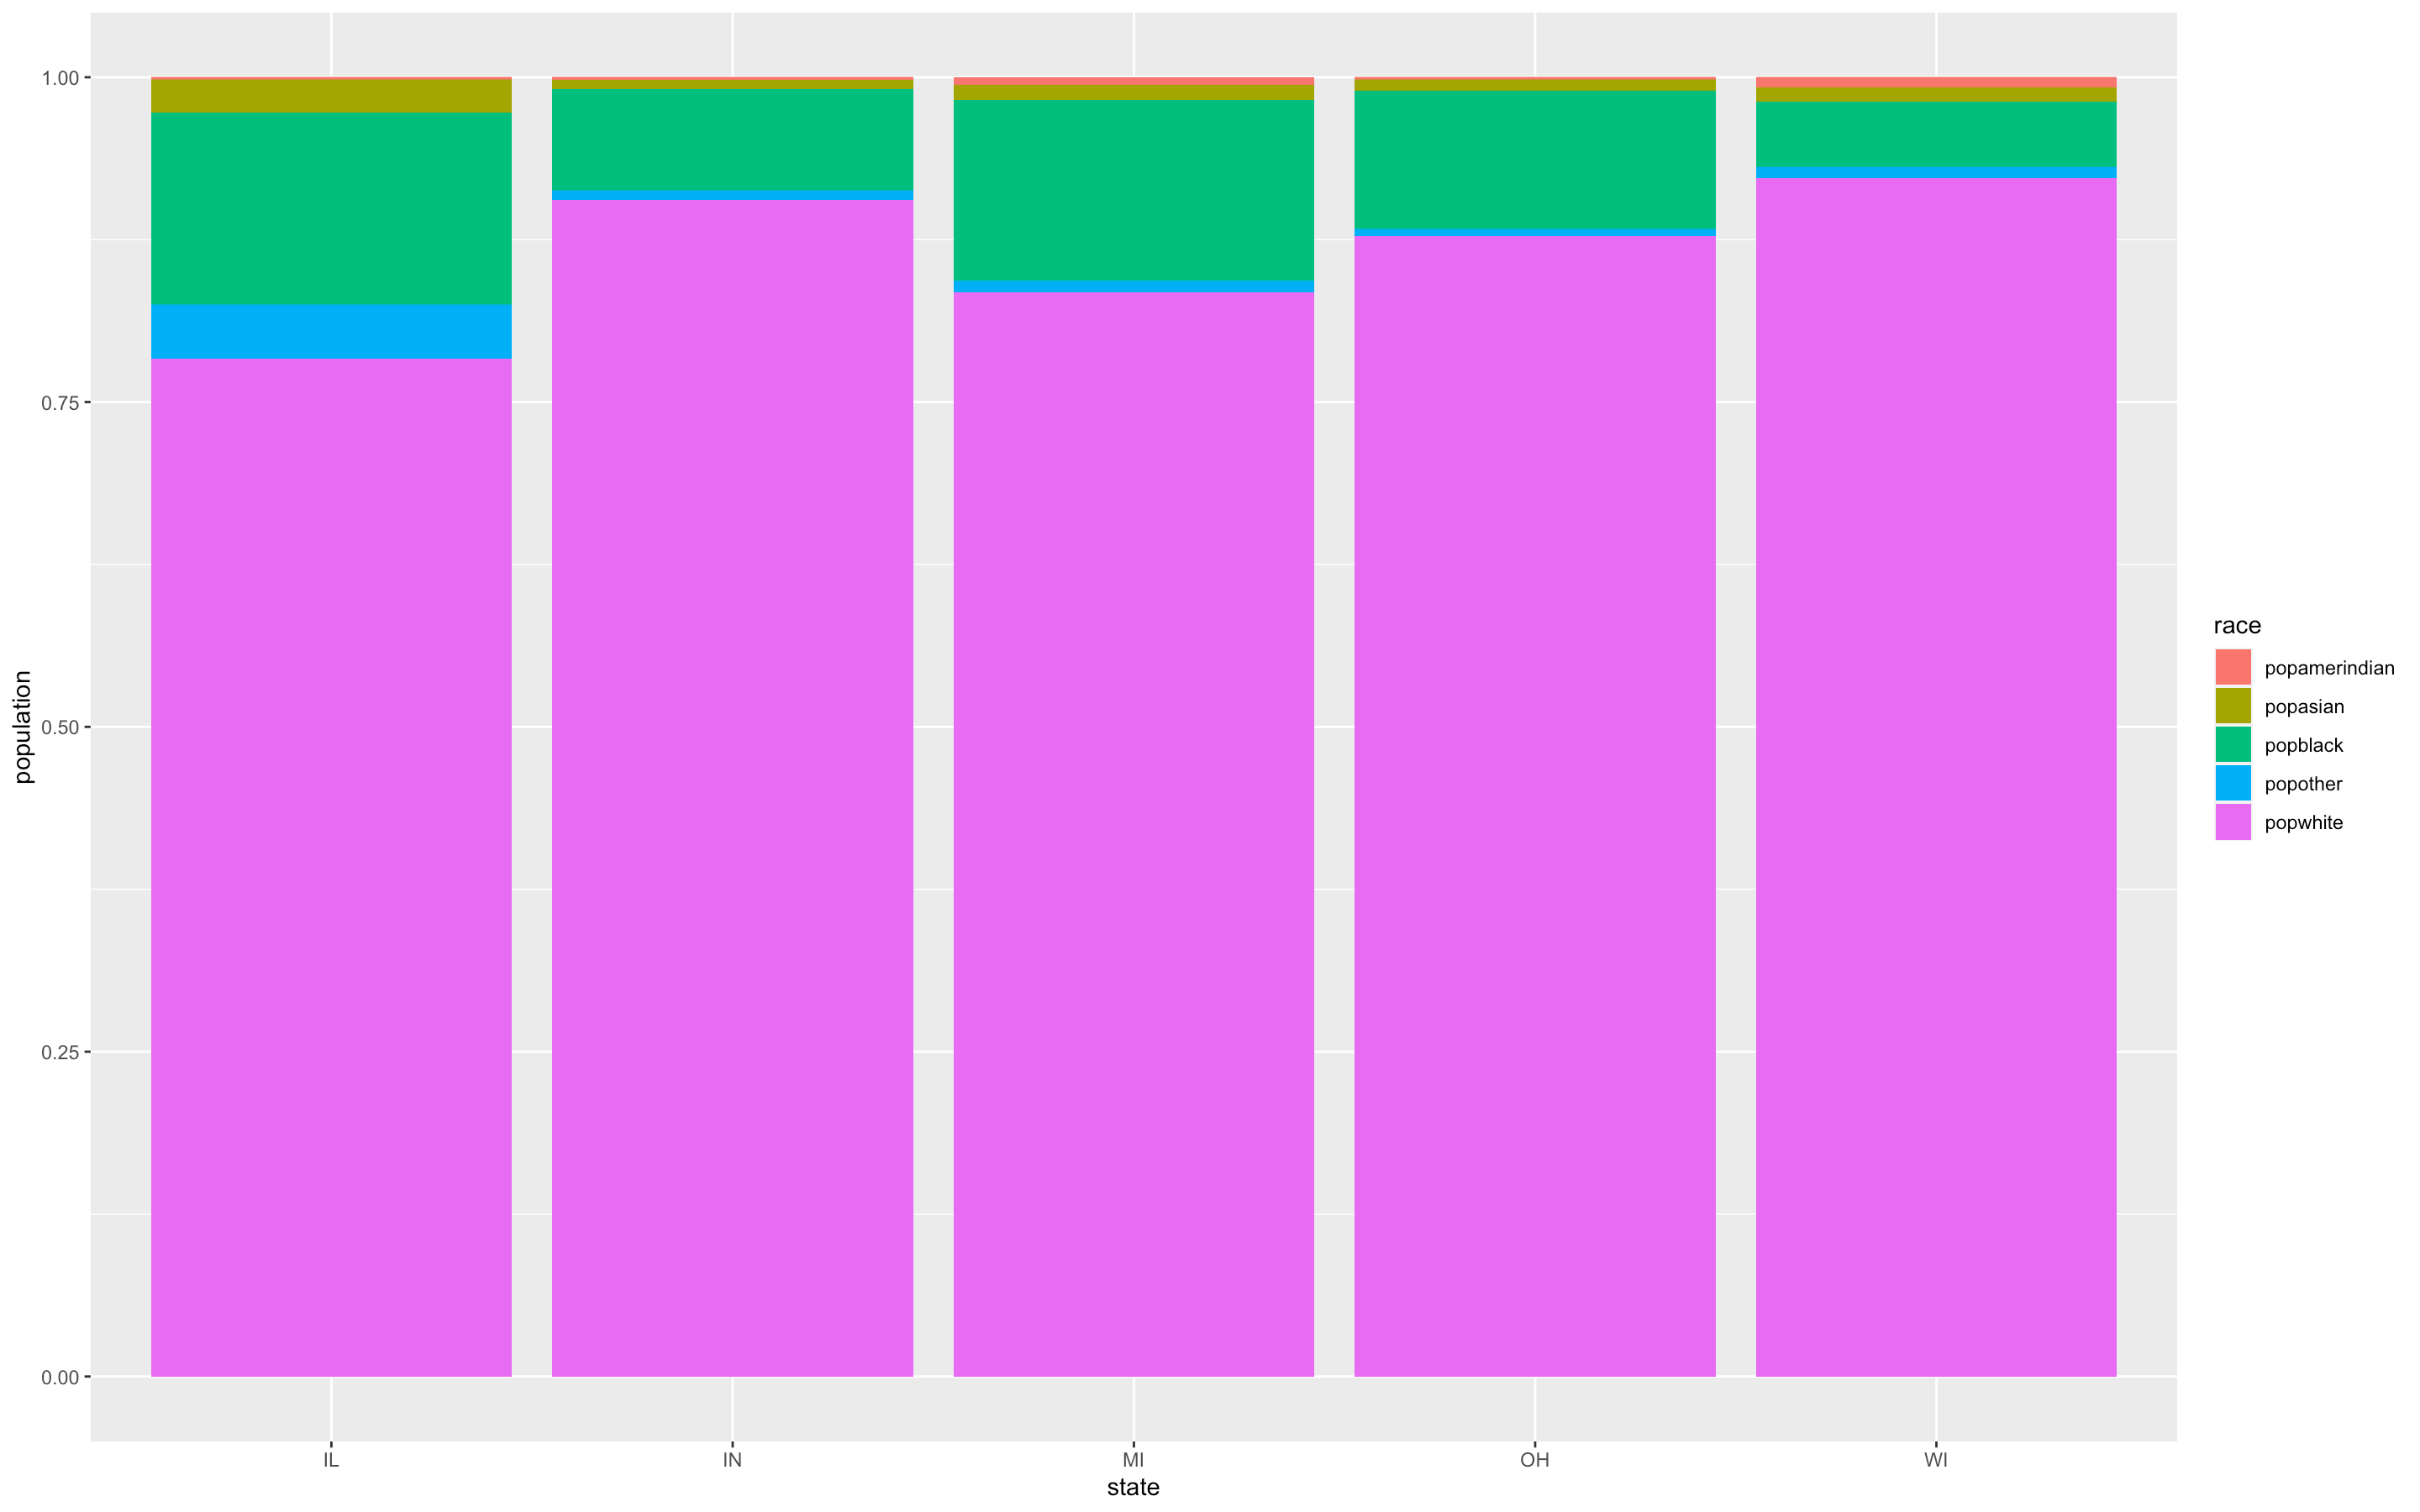 1.00
0.75
0.50
0.25
0.00
population
IL
IN
MI
OH
WI
state
race
popamerindian
popasian
popblack
popother
popwhite